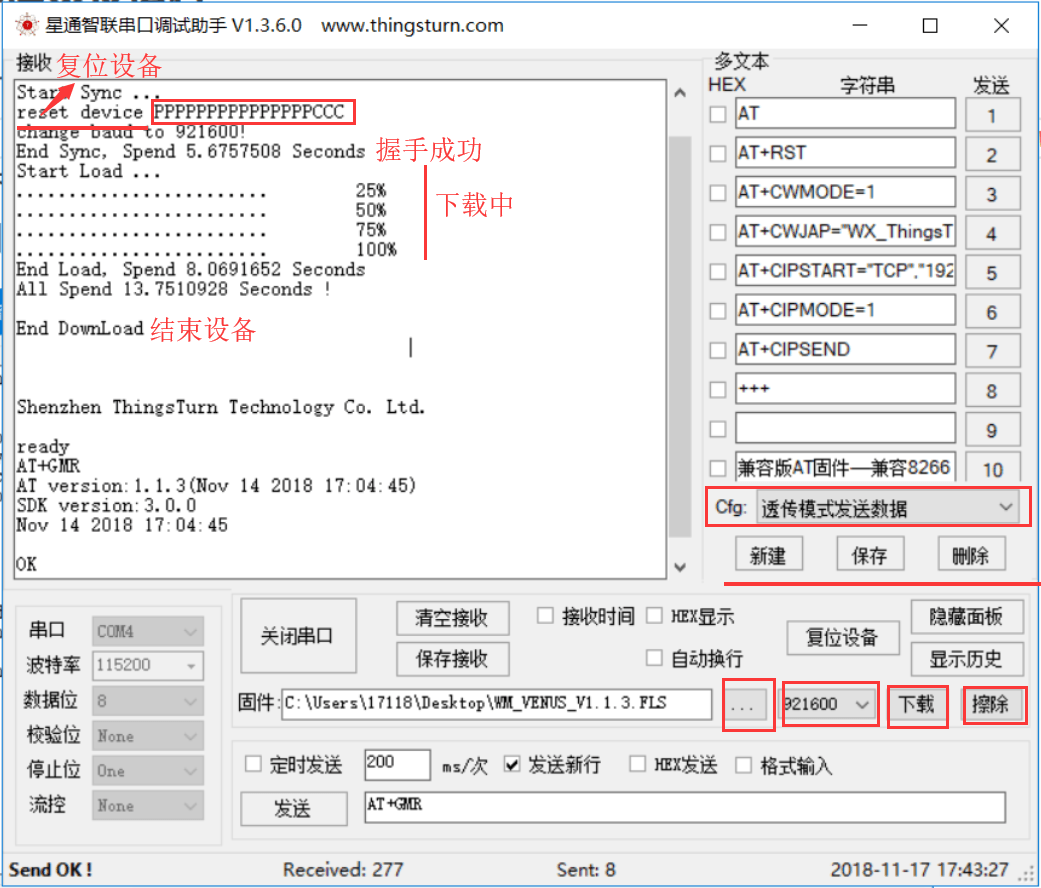 星通智联串口调试助手 V1.3.6.0 www.thingsturn.com
接收 复位设备
Start Sync ...
reset device PPPPPPPPPPPPPPPPCCC
change baud to 921600!
End Sync, Spend 5.6757508 Seconds 握手成功
Start Load ...
......................... 25%
......................... 50%
下载中
......................... 75%
......................... 100%
End Load, Spend 8.0691652 Seconds
All Spend 13.7510928 Seconds !
End DownLoad 结束设备
Shenzhen ThingsTurn Technology Co. Ltd.
ready
AT+GMR
AT version:1.1.3(Nov 14 2018 17:04:45)
SDK version:3.0.0
Nov 14 2018 17:04:45
OK
多文本
HEX 字符串 发送
AT 1
AT+RST 2
AT+CWMODE=1 3
AT+CWJAP="WX_ThingsT 4
AT+CIPSTART="TCP","192 5
AT+CIPMODE=1 6
AT+CIPSEND 7
+++ 8
9
兼容版AT固件—兼容8266 10
Cfg: 透传模式发送数据
新建 保存 删除
串口 COM4
波特率 115200
数据位 8
校验位 None
停止位 One
流控 None
关闭串口 清空接收 接收时间 HEX显示 复位设备 隐藏面板
保存接收 自动换行 显示历史
固件: C:\Users\17118\Desktop\WM_VENUS_V1.1.3.FLS ... 921600 下载 擦除
定时发送 200 ms/次 发送新行 HEX发送 格式输入
发送 AT+GMR
Send OK! Received: 277 Sent: 8 2018-11-17 17:43:27